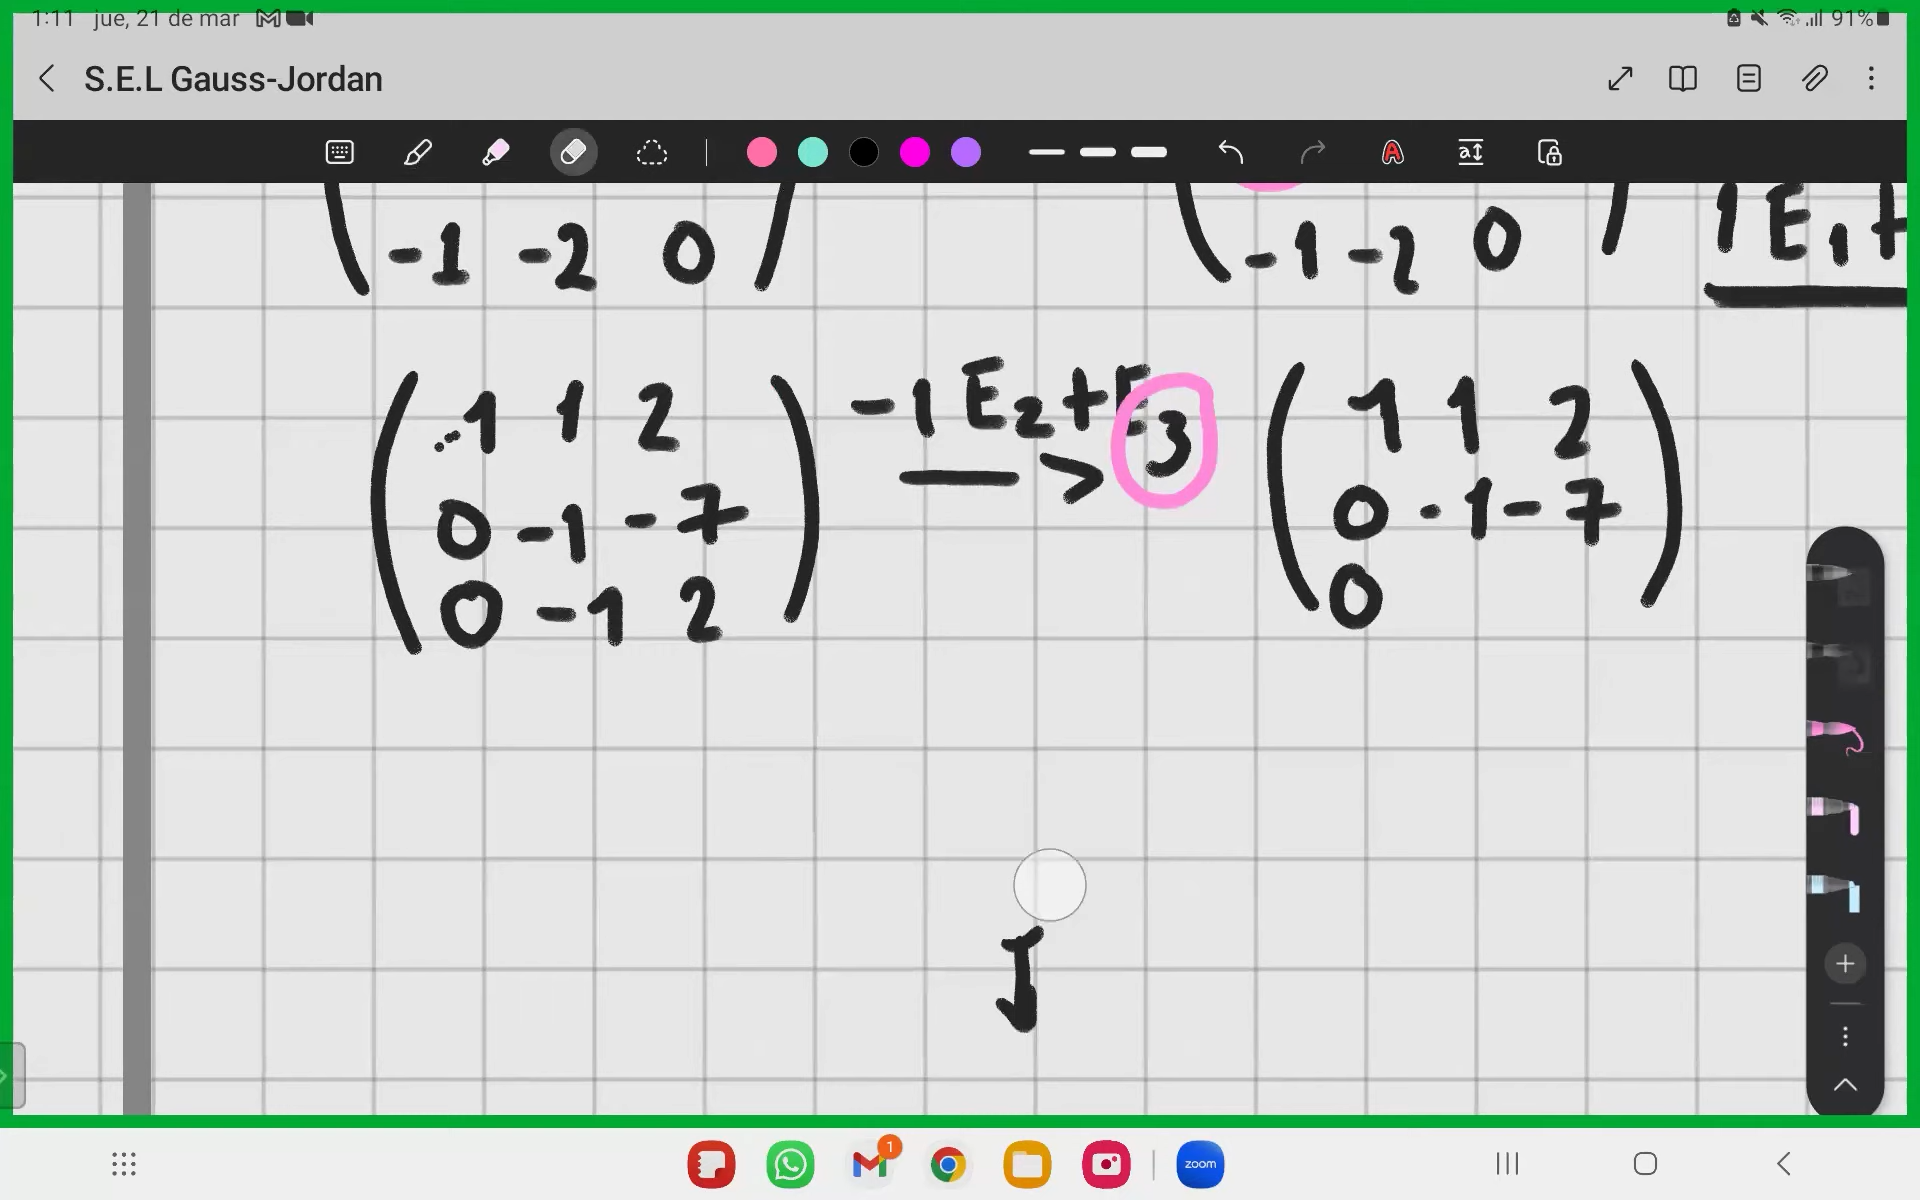 1:11 jue, 21 de mar 91%
S.E.L Gauss-Jordan
-1 -2 0
-1 -2 0
1E₁+
1 1 2
0 -1 -7
0 -1 2
-1E₂+E₃
—>
1 1 2
0 -1 -7
0
1
zoom